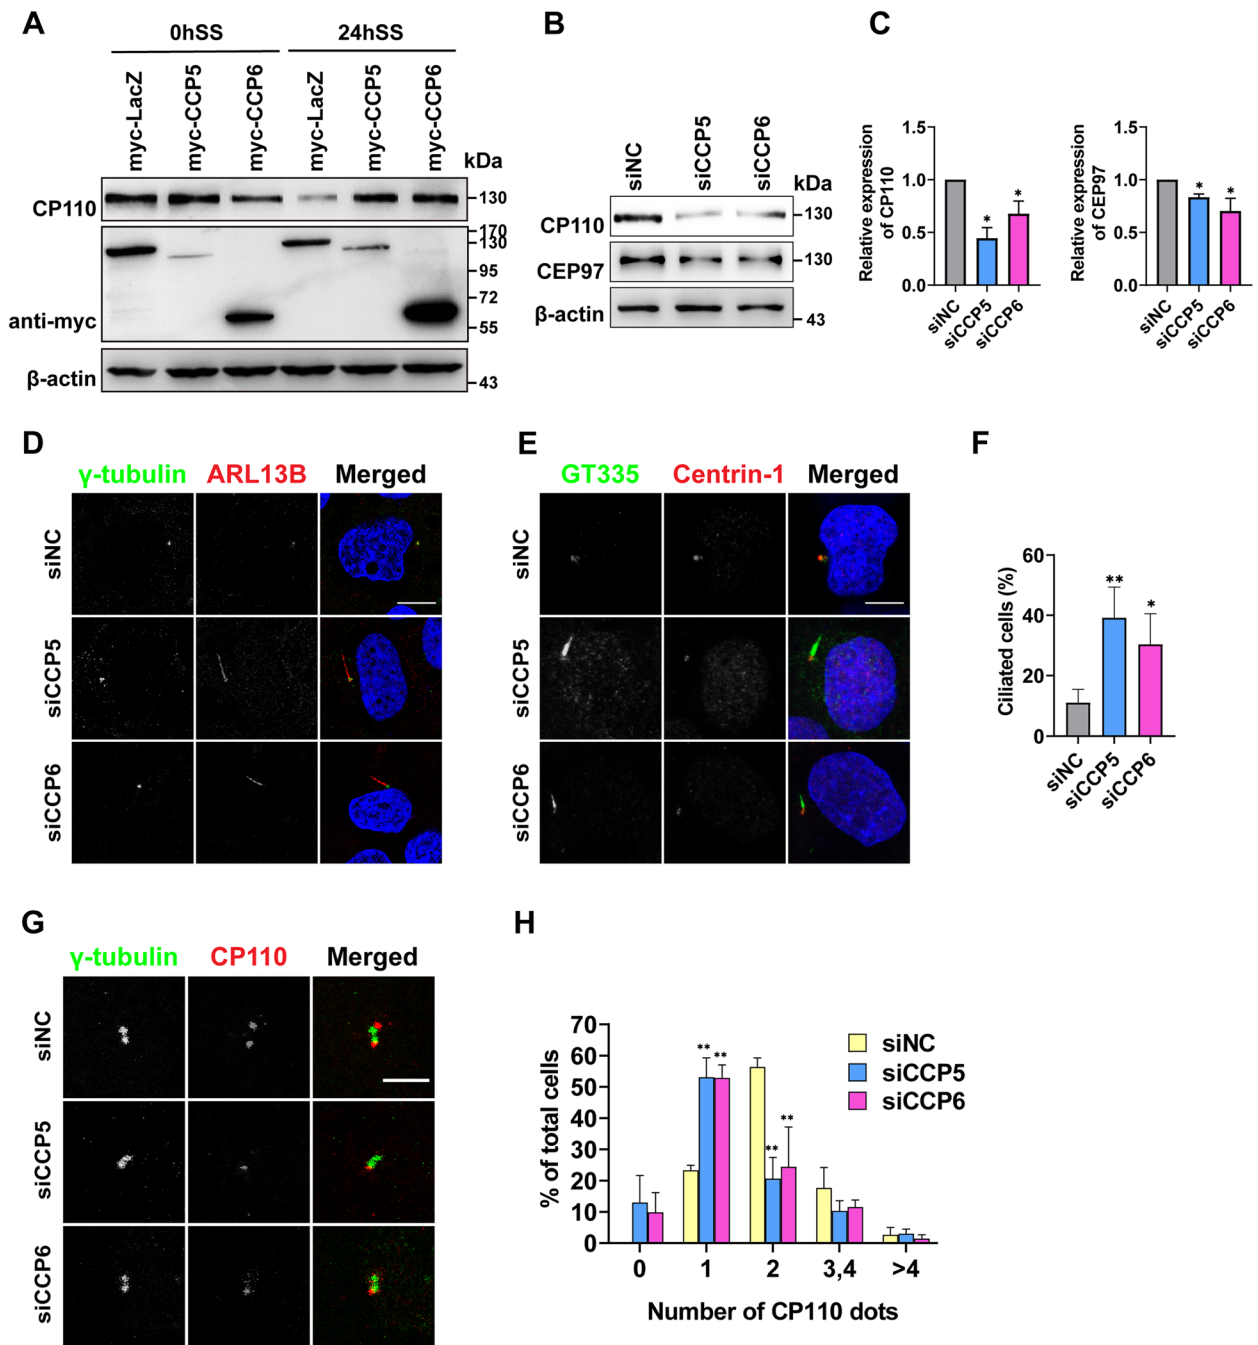 A
0hSS 24hSS
myc-LacZ myc-CCP5 myc-CCP6 myc-LacZ myc-CCP5 myc-CCP6
kDa
CP110 130
170
130
95
72
anti-myc 55
β-actin 43
B
siNC siCCP5 siCCP6
kDa
CP110 130
CEP97 130
β-actin 43
C
Relative expression
of CP110
1.5
1.0
0.5
0.0
siNC siCCP5 siCCP6
* *
Relative expression
of CEP97
1.5
1.0
0.5
0.0
siNC siCCP5 siCCP6
* *
D
γ-tubulin ARL13B Merged
siNC
siCCP5
siCCP6
E
GT335 Centrin-1 Merged
siNC
siCCP5
siCCP6
F
Ciliated cells (%)
60
40
20
0
** *
siNC siCCP5 siCCP6
G
γ-tubulin CP110 Merged
siNC
siCCP5
siCCP6
H
% of total cells
70
60
50
40
30
20
10
0
** ** ** **
siNC
siCCP5
siCCP6
0 1 2 3,4 >4
Number of CP110 dots